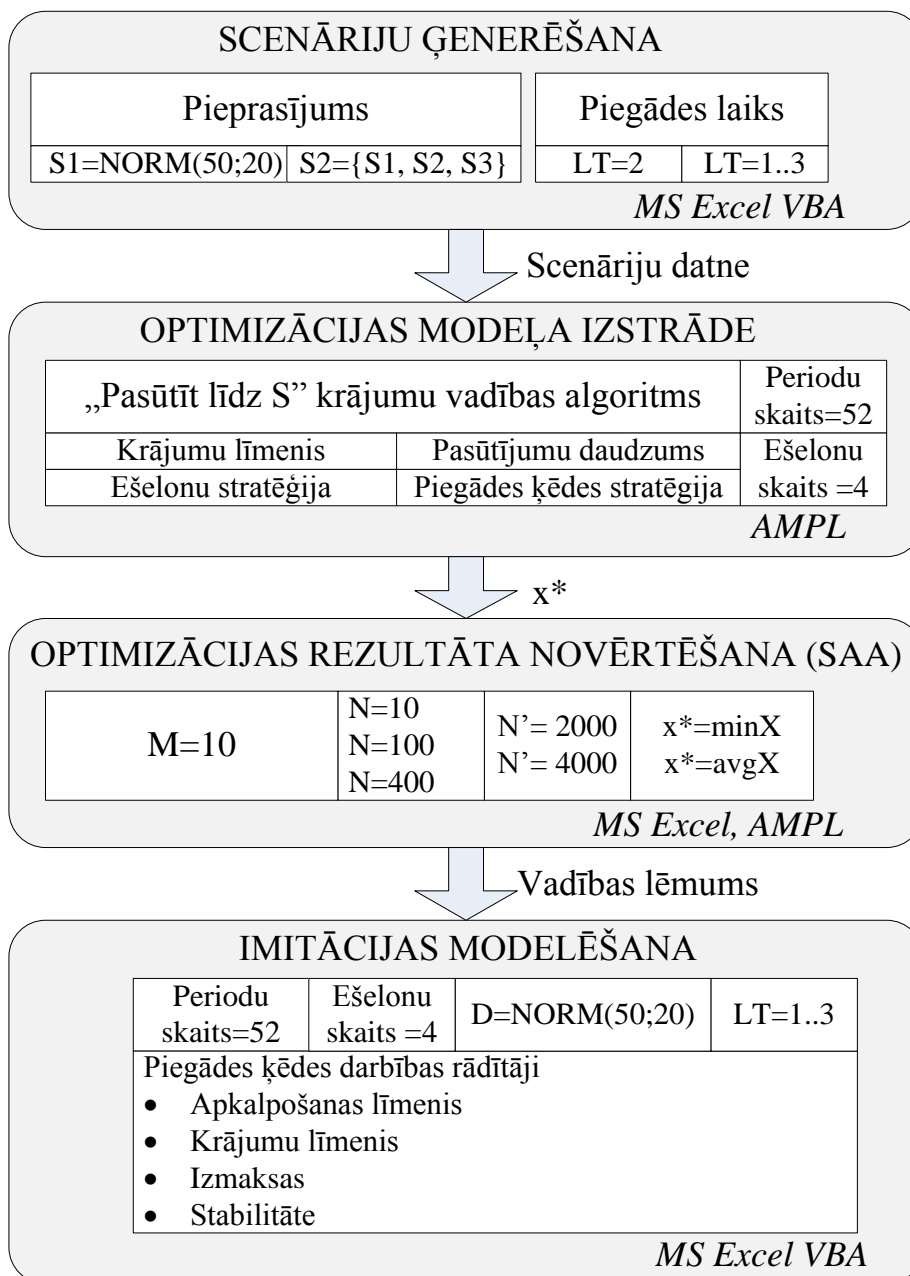 SCENĀRIJU ĢENERĒŠANA
Pieprasījums
Piegādes laiks
S1=NORM(50;20)
S2={S1, S2, S3}
LT=2
LT=1..3
MS Excel VBA
Scenāriju datne
OPTIMIZĀCIJAS MODEĻA IZSTRĀDE
„Pasūtīt līdz S” krājumu vadības algoritms
Periodu
skaits=52
Krājumu līmenis
Pasūtījumu daudzums
Ešelonu stratēģija
Piegādes ķēdes stratēgija
Ešelonu
skaits =4
AMPL
x*
OPTIMIZĀCIJAS REZULTĀTA NOVĒRTĒŠANA (SAA)
M=10
N=10
N=100
N=400
N’= 2000
N’= 4000
x*=minX
x*=avgX
MS Excel, AMPL
Vadības lēmums
IMITĀCIJAS MODELĒŠANA
Periodu
skaits=52
Ešelonu
skaits =4
D=NORM(50;20)
LT=1..3
Piegādes ķēdes darbības rādītāji
• Apkalpošanas līmenis
• Krājumu līmenis
• Izmaksas
• Stabilitāte
MS Excel VBA